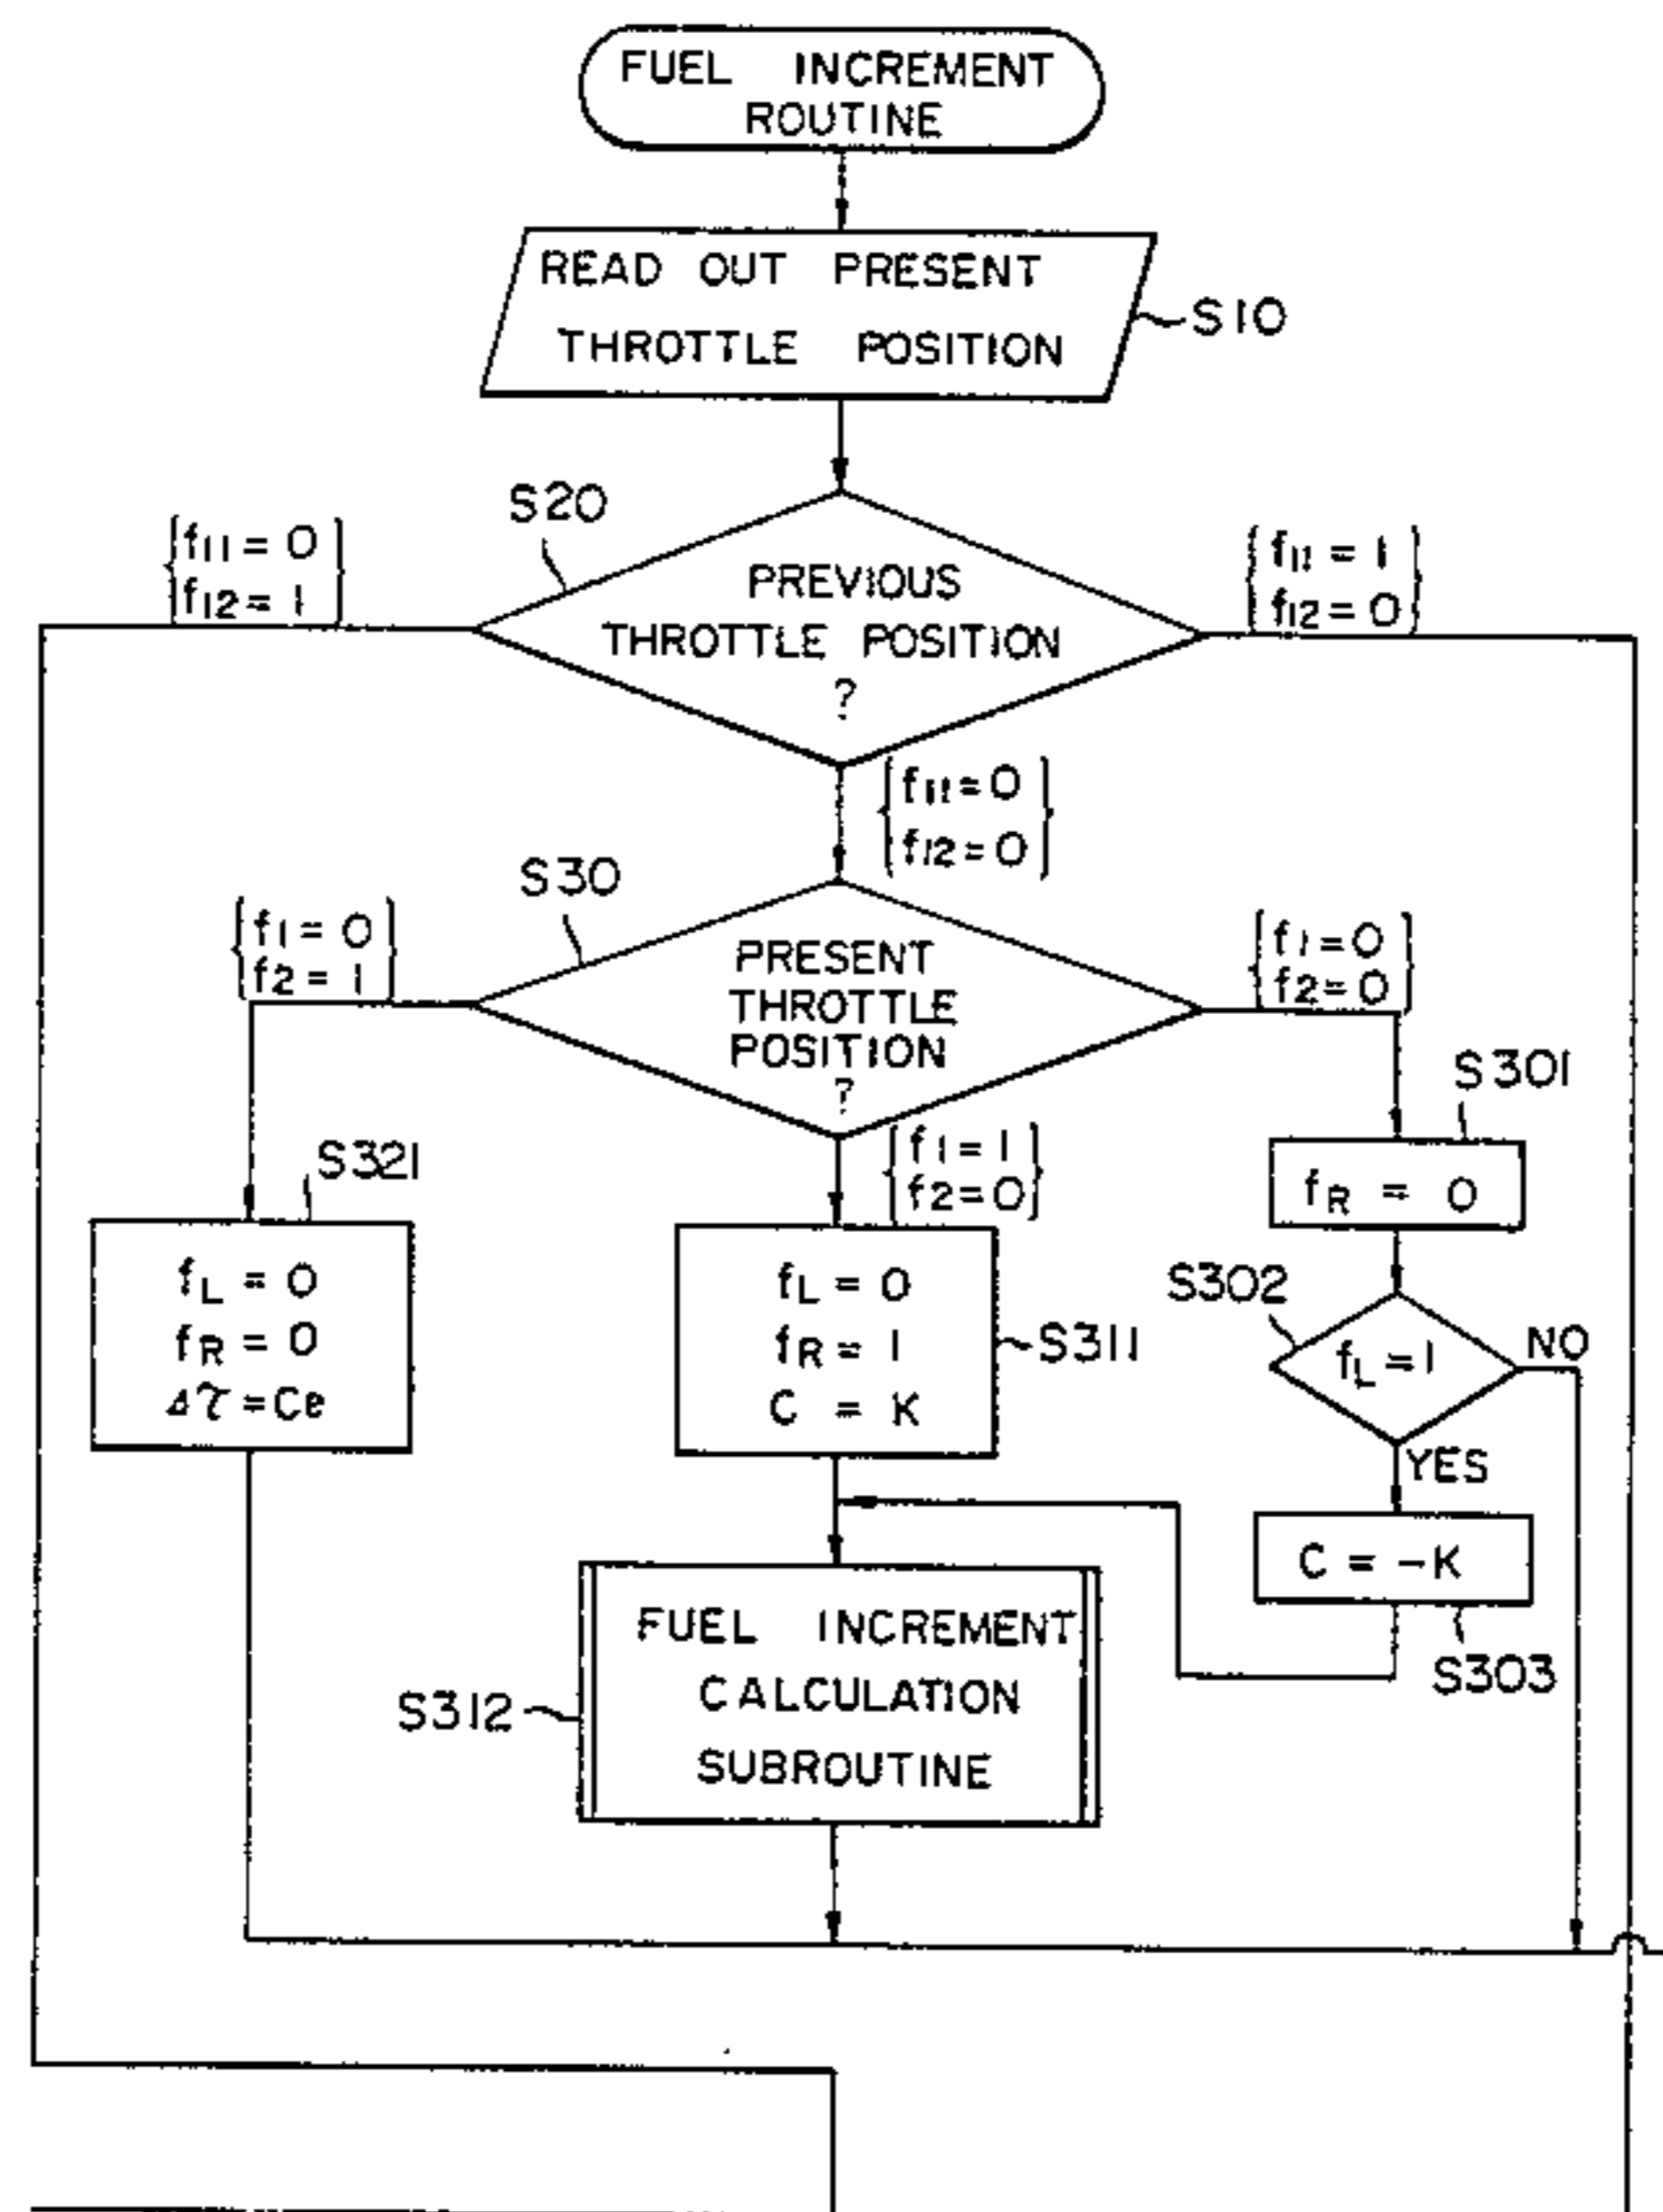 FUEL INCREMENT
ROUTINE
READ OUT PRESENT
THROTTLE POSITION
S10
S20
f11 = 0
f12 = 1
PREVIOUS
THROTTLE POSITION
?
f11 = 1
f12 = 0
f11 = 0
f12 = 0
S30
f1 = 0
f2 = 1
PRESENT
THROTTLE
POSITION
?
f1 = 0
f2 = 0
f1 = 1
f2 = 0
S301
fR = 0
S321
fL = 0
fR = 0
Δτ = Ce
fL = 0
fR = 1
C = K
S311
S302
fL = 1
NO
YES
C = -K
S303
FUEL INCREMENT
CALCULATION
SUBROUTINE
S312